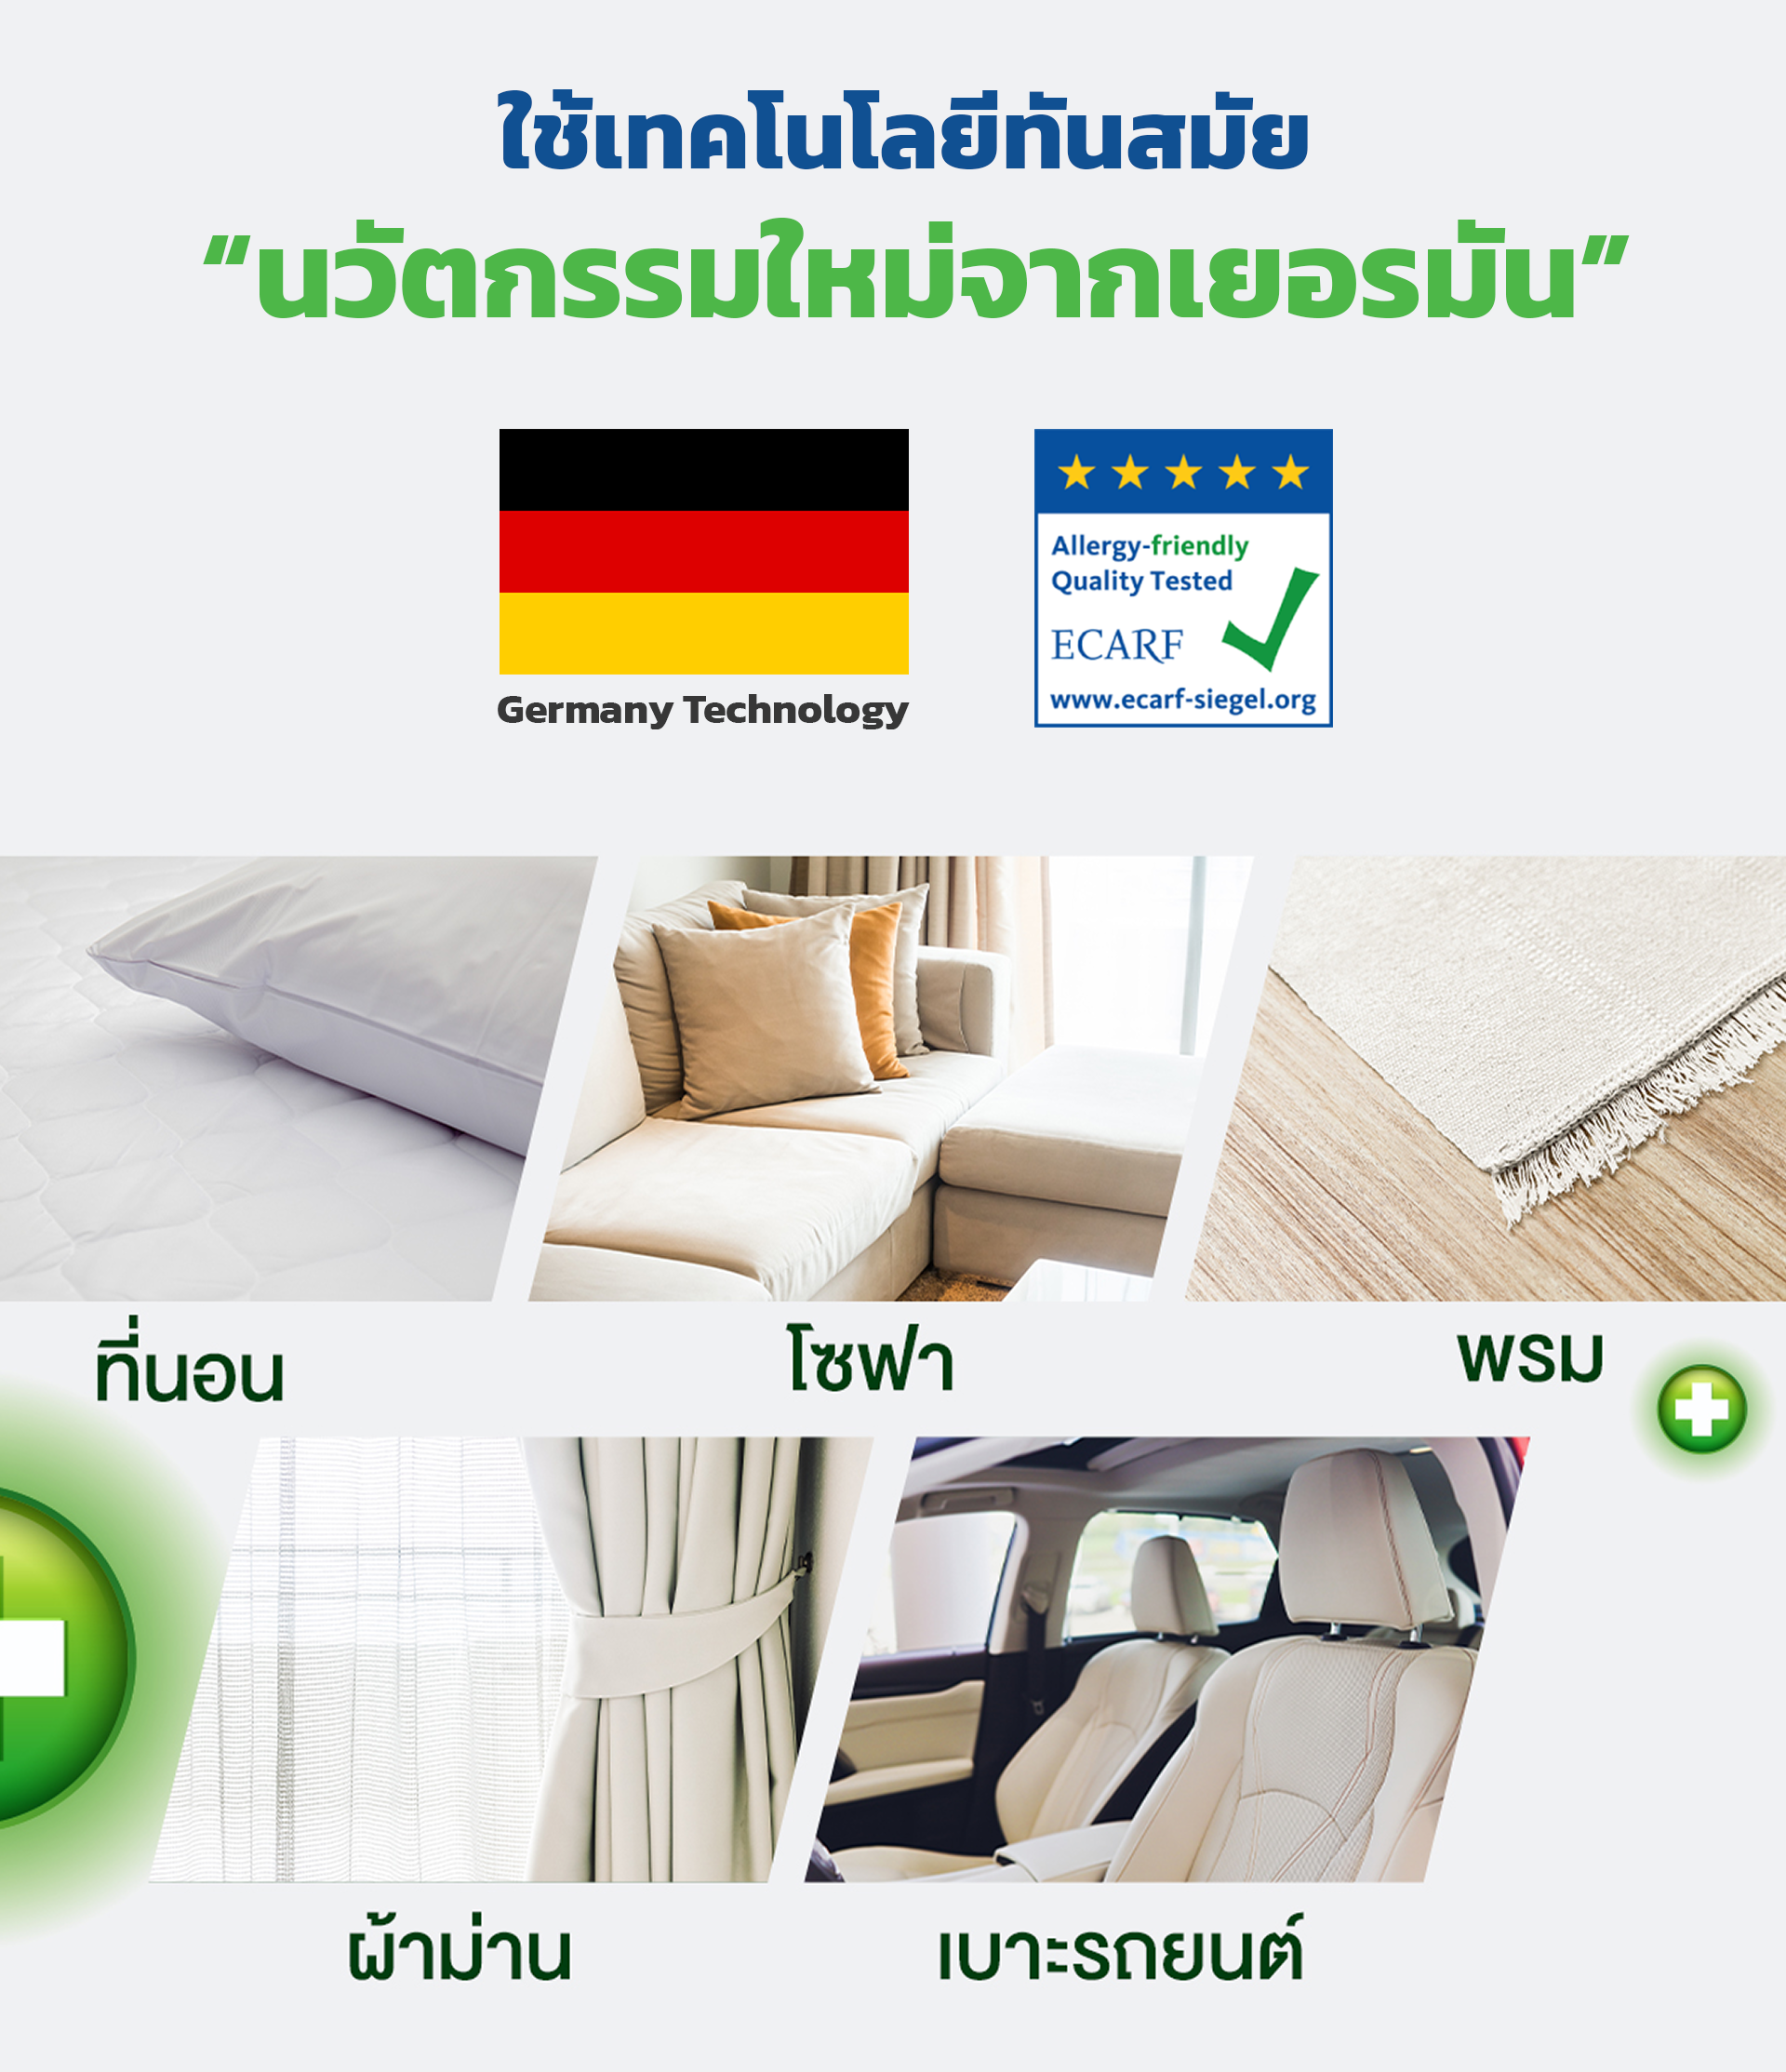 ใช้เทคโนโลยีทันสมัย
“นวัตกรรมใหม่จากเยอรมัน”
Germany Technology
Allergy-friendly
Quality Tested
ECARF
www.ecarf-siegel.org
ที่นอน
โซฟา
พรม
ผ้าม่าน
เบาะรถยนต์